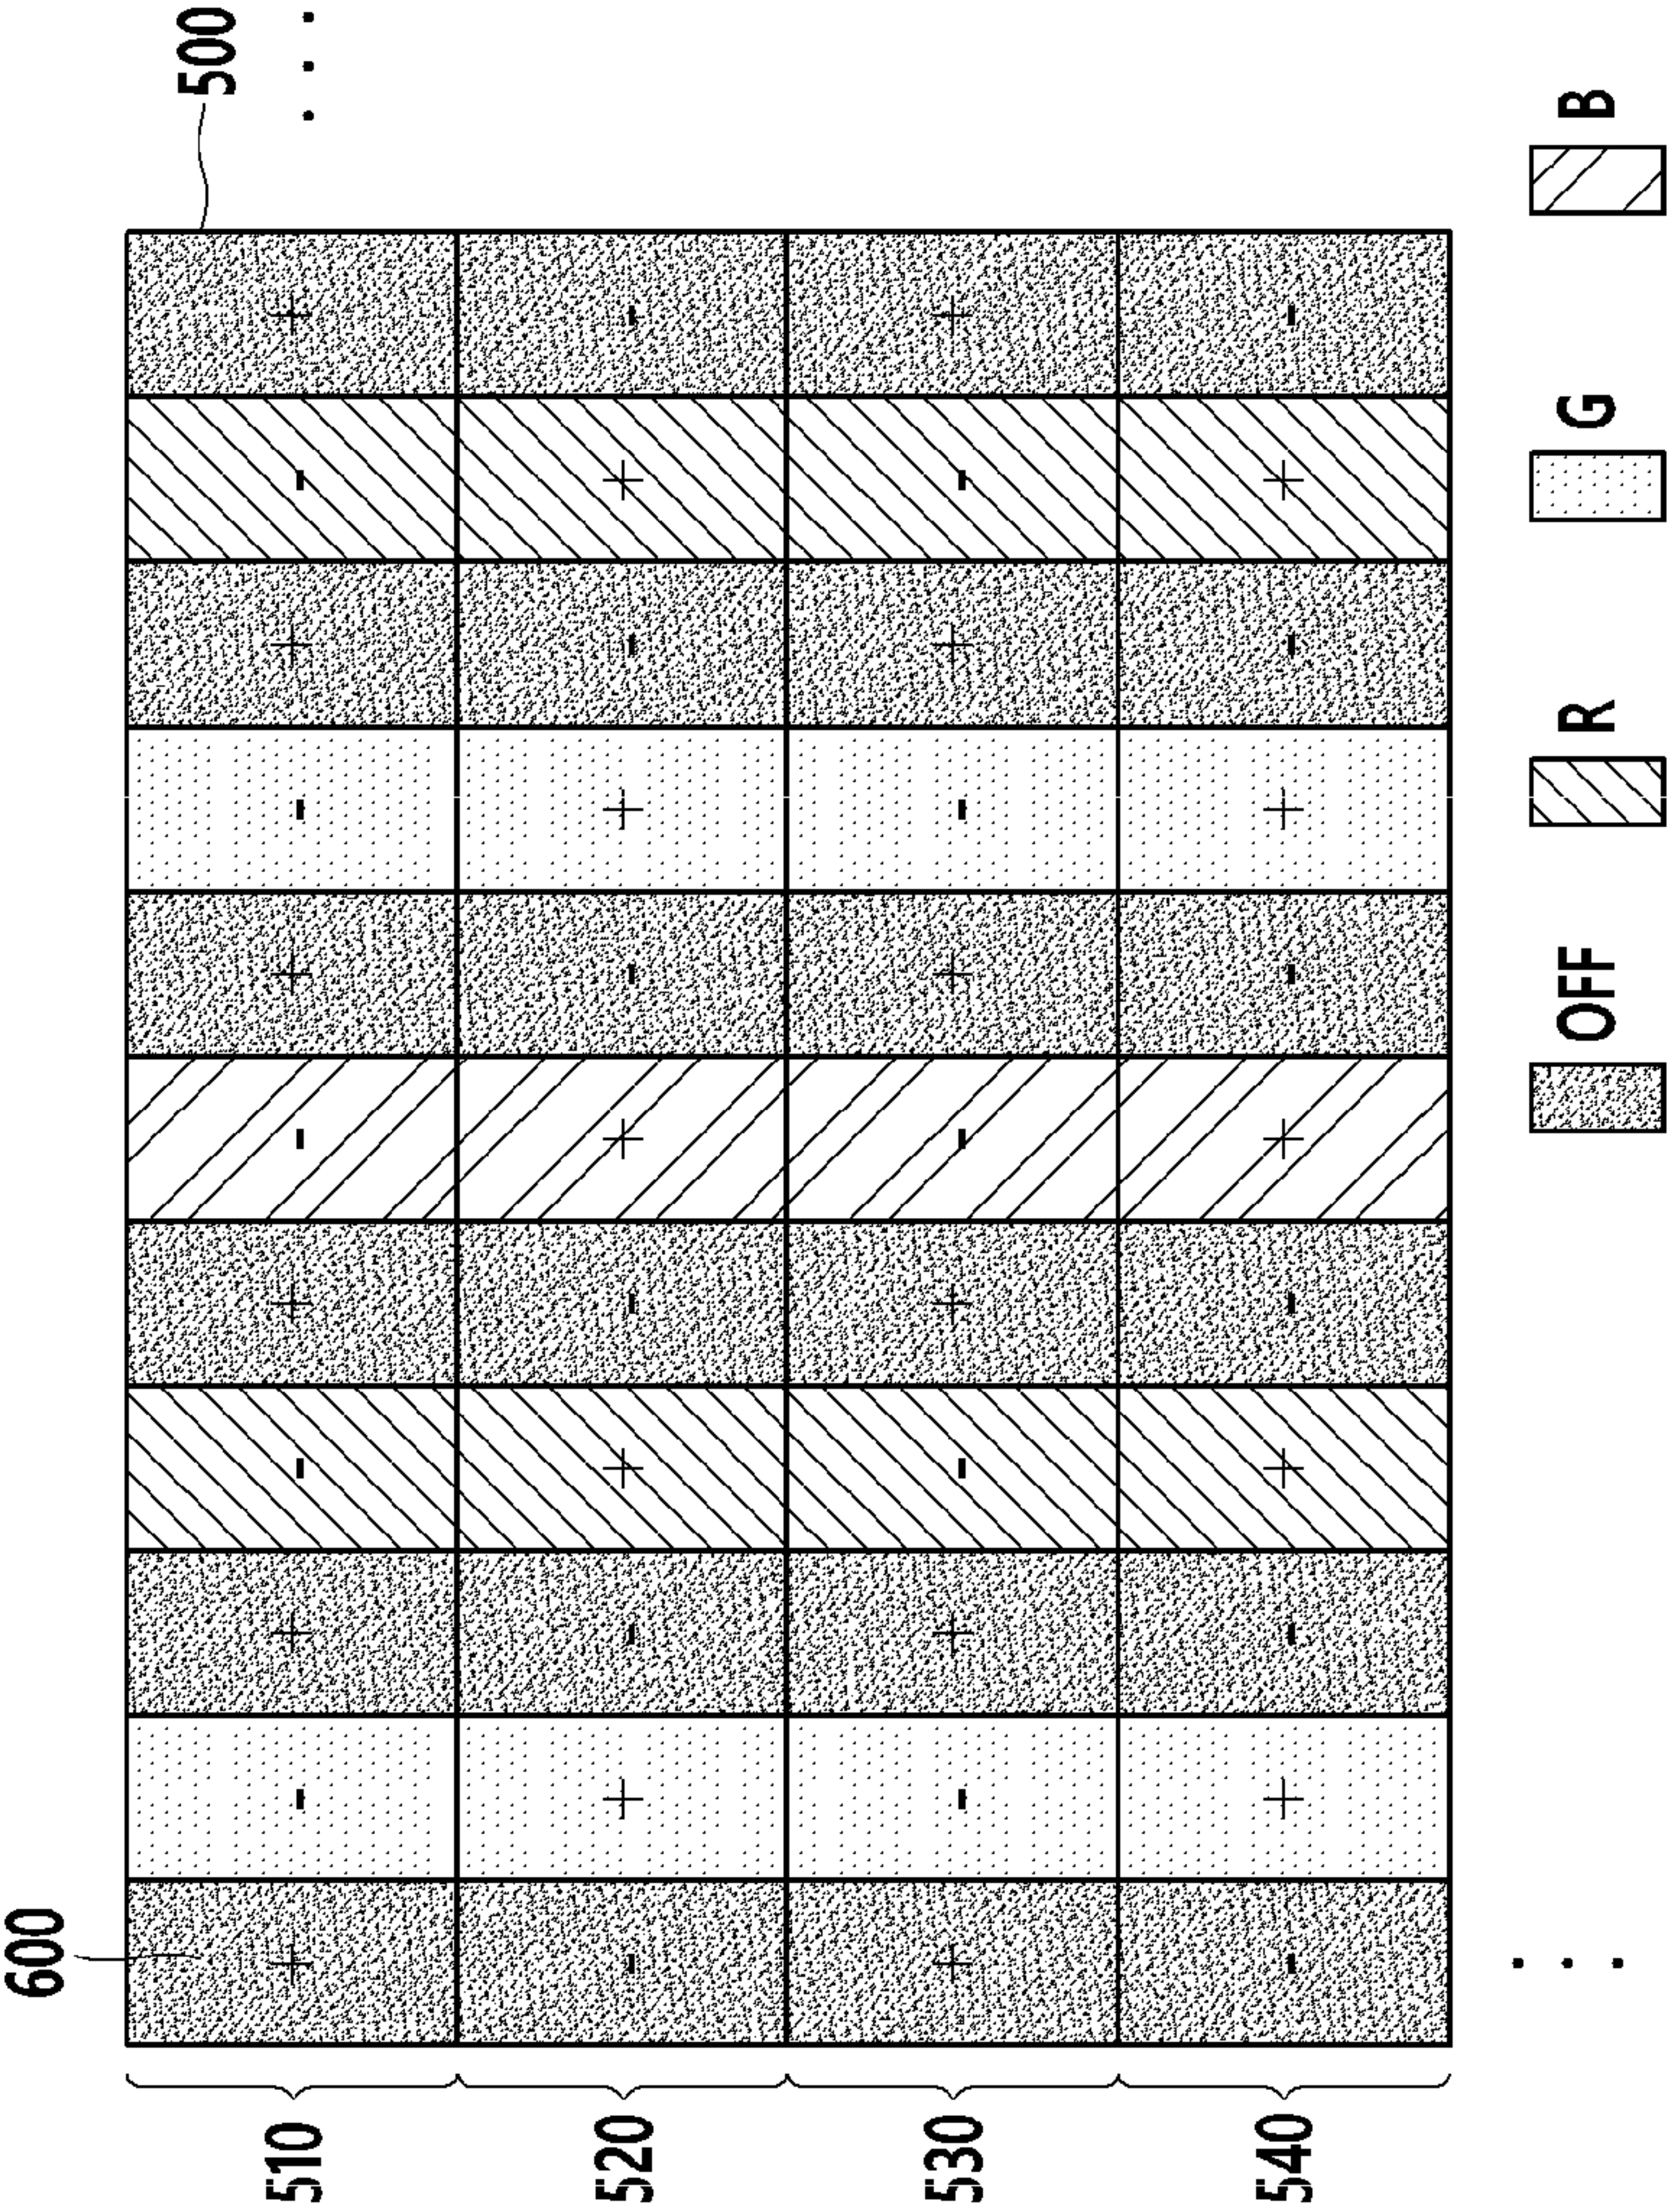 600
500
510 + - + - + - + - + - + . . .
520 - + - + - + - + - + -
530 + - + - + - + - + - +
540 - + - + - + - + - + -
OFF R G B